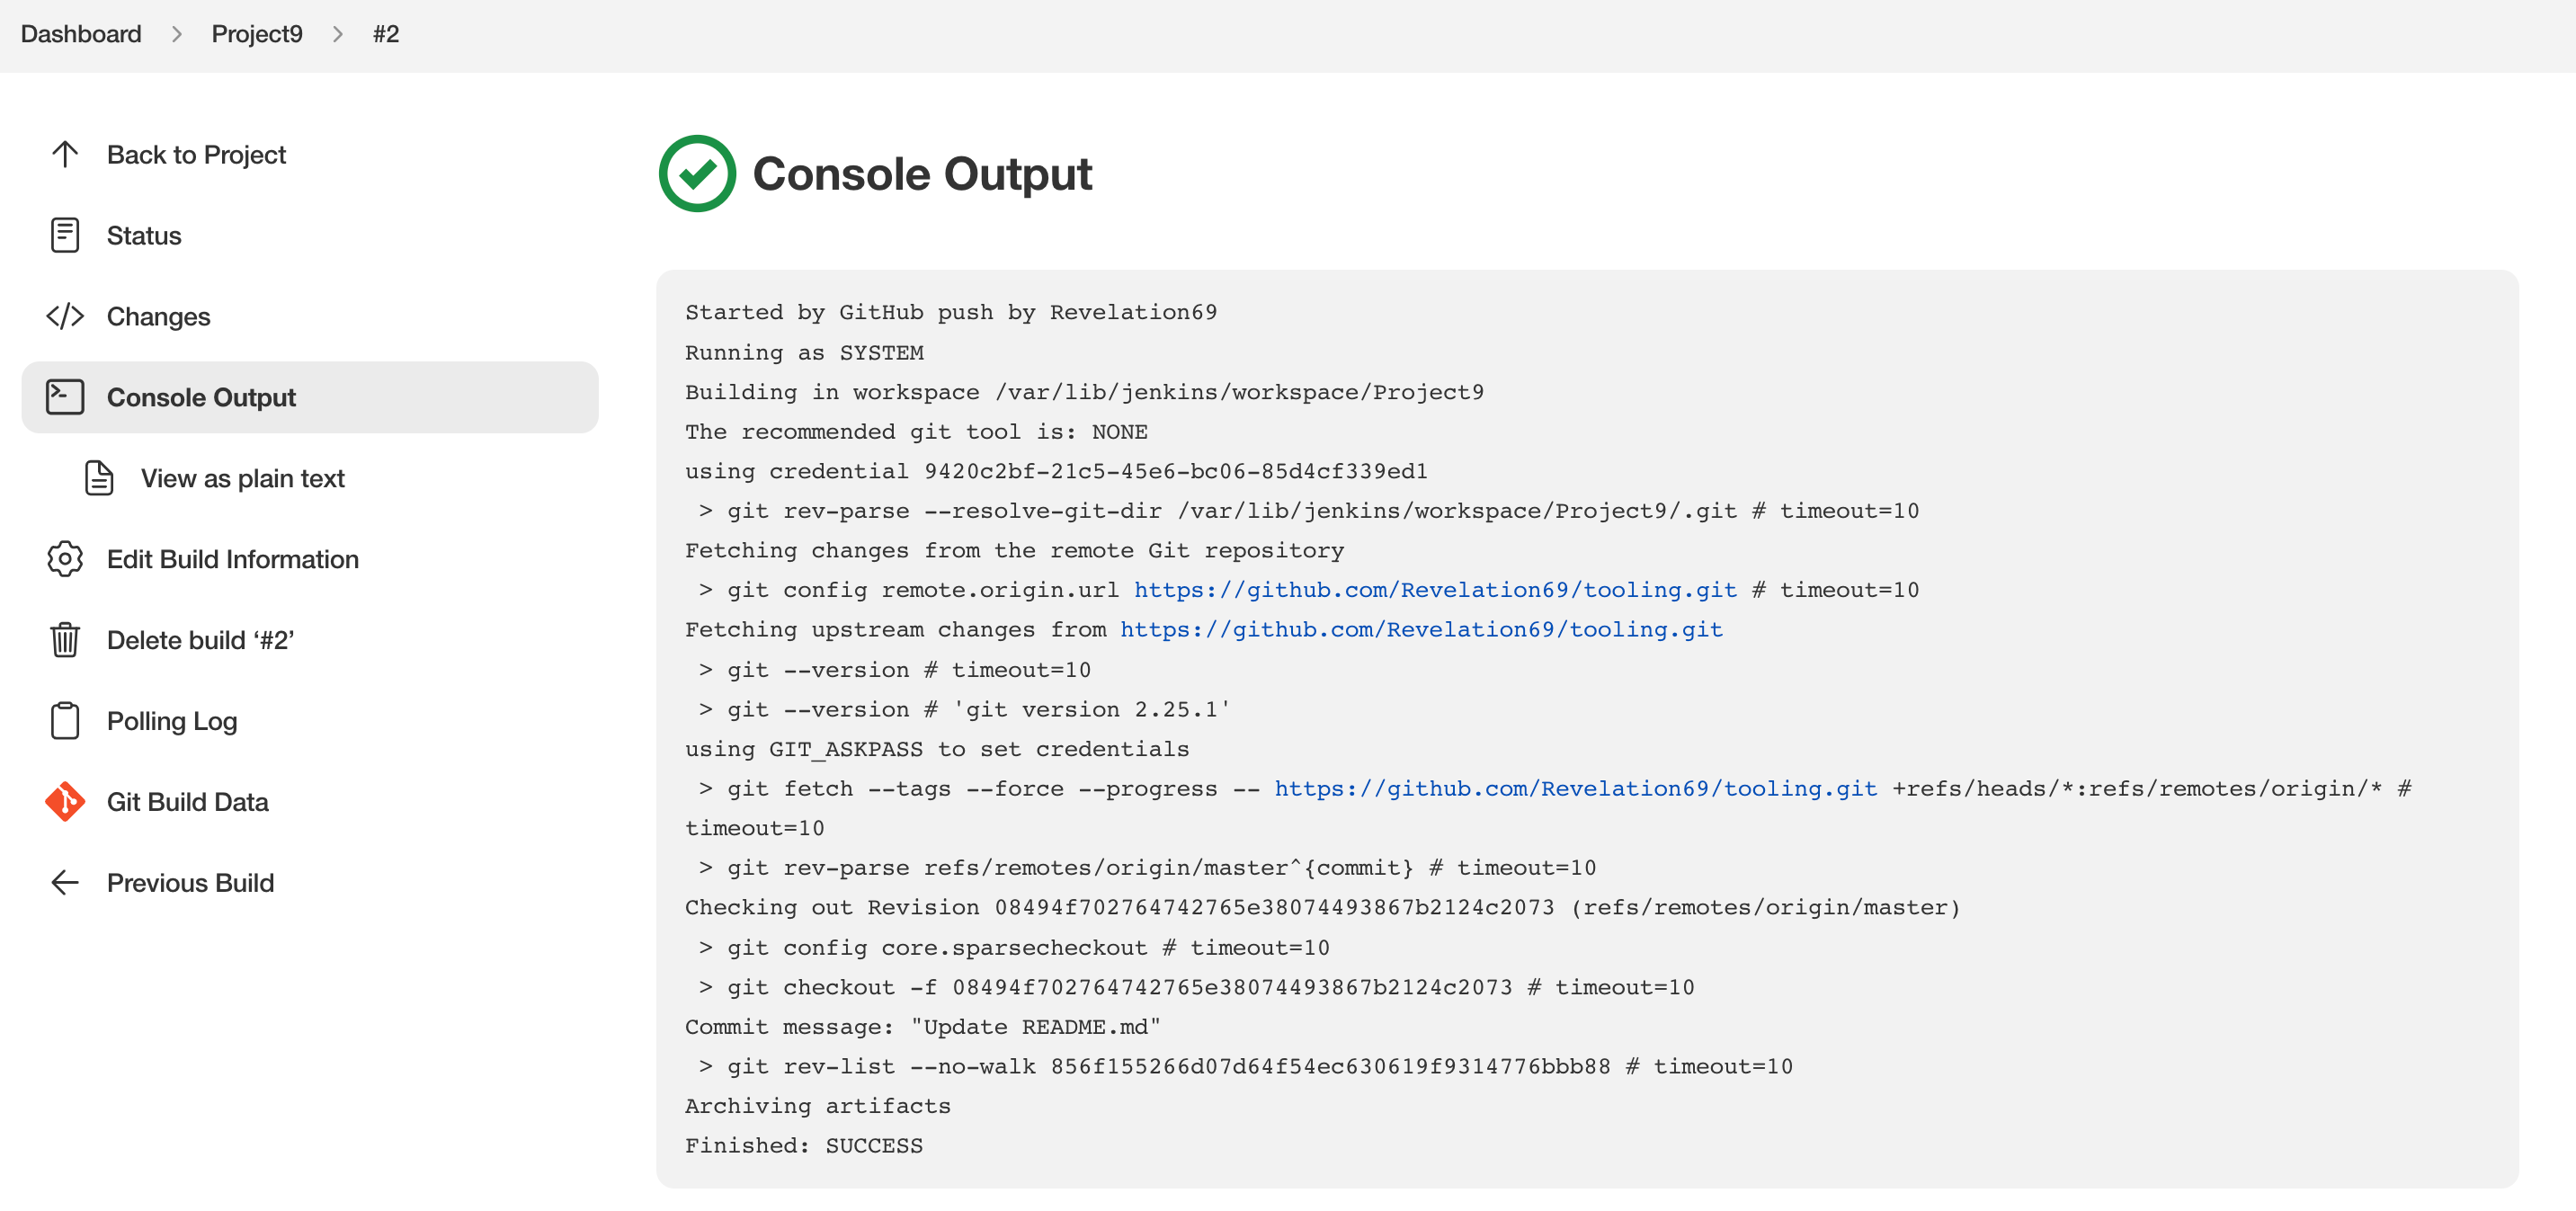 Dashboard > Project9 > #2
Back to Project
Status
Changes
Console Output
View as plain text
Edit Build Information
Delete build ‘#2’
Polling Log
Git Build Data
Previous Build
Console Output
Started by GitHub push by Revelation69
Running as SYSTEM
Building in workspace /var/lib/jenkins/workspace/Project9
The recommended git tool is: NONE
using credential 9420c2bf-21c5-45e6-bc06-85d4cf339ed1
 > git rev-parse --resolve-git-dir /var/lib/jenkins/workspace/Project9/.git # timeout=10
Fetching changes from the remote Git repository
 > git config remote.origin.url https://github.com/Revelation69/tooling.git # timeout=10
Fetching upstream changes from https://github.com/Revelation69/tooling.git
 > git --version # timeout=10
 > git --version # 'git version 2.25.1'
using GIT_ASKPASS to set credentials
 > git fetch --tags --force --progress -- https://github.com/Revelation69/tooling.git +refs/heads/*:refs/remotes/origin/* #
timeout=10
 > git rev-parse refs/remotes/origin/master^{commit} # timeout=10
Checking out Revision 08494f702764742765e38074493867b2124c2073 (refs/remotes/origin/master)
 > git config core.sparsecheckout # timeout=10
 > git checkout -f 08494f702764742765e38074493867b2124c2073 # timeout=10
Commit message: "Update README.md"
 > git rev-list --no-walk 856f155266d07d64f54ec630619f9314776bbb88 # timeout=10
Archiving artifacts
Finished: SUCCESS